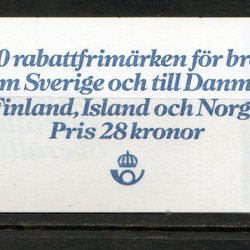 0 rabattfrimärken för br
m Sverige och till Danm
Finland, Island och Norg
Pris 28 kronor